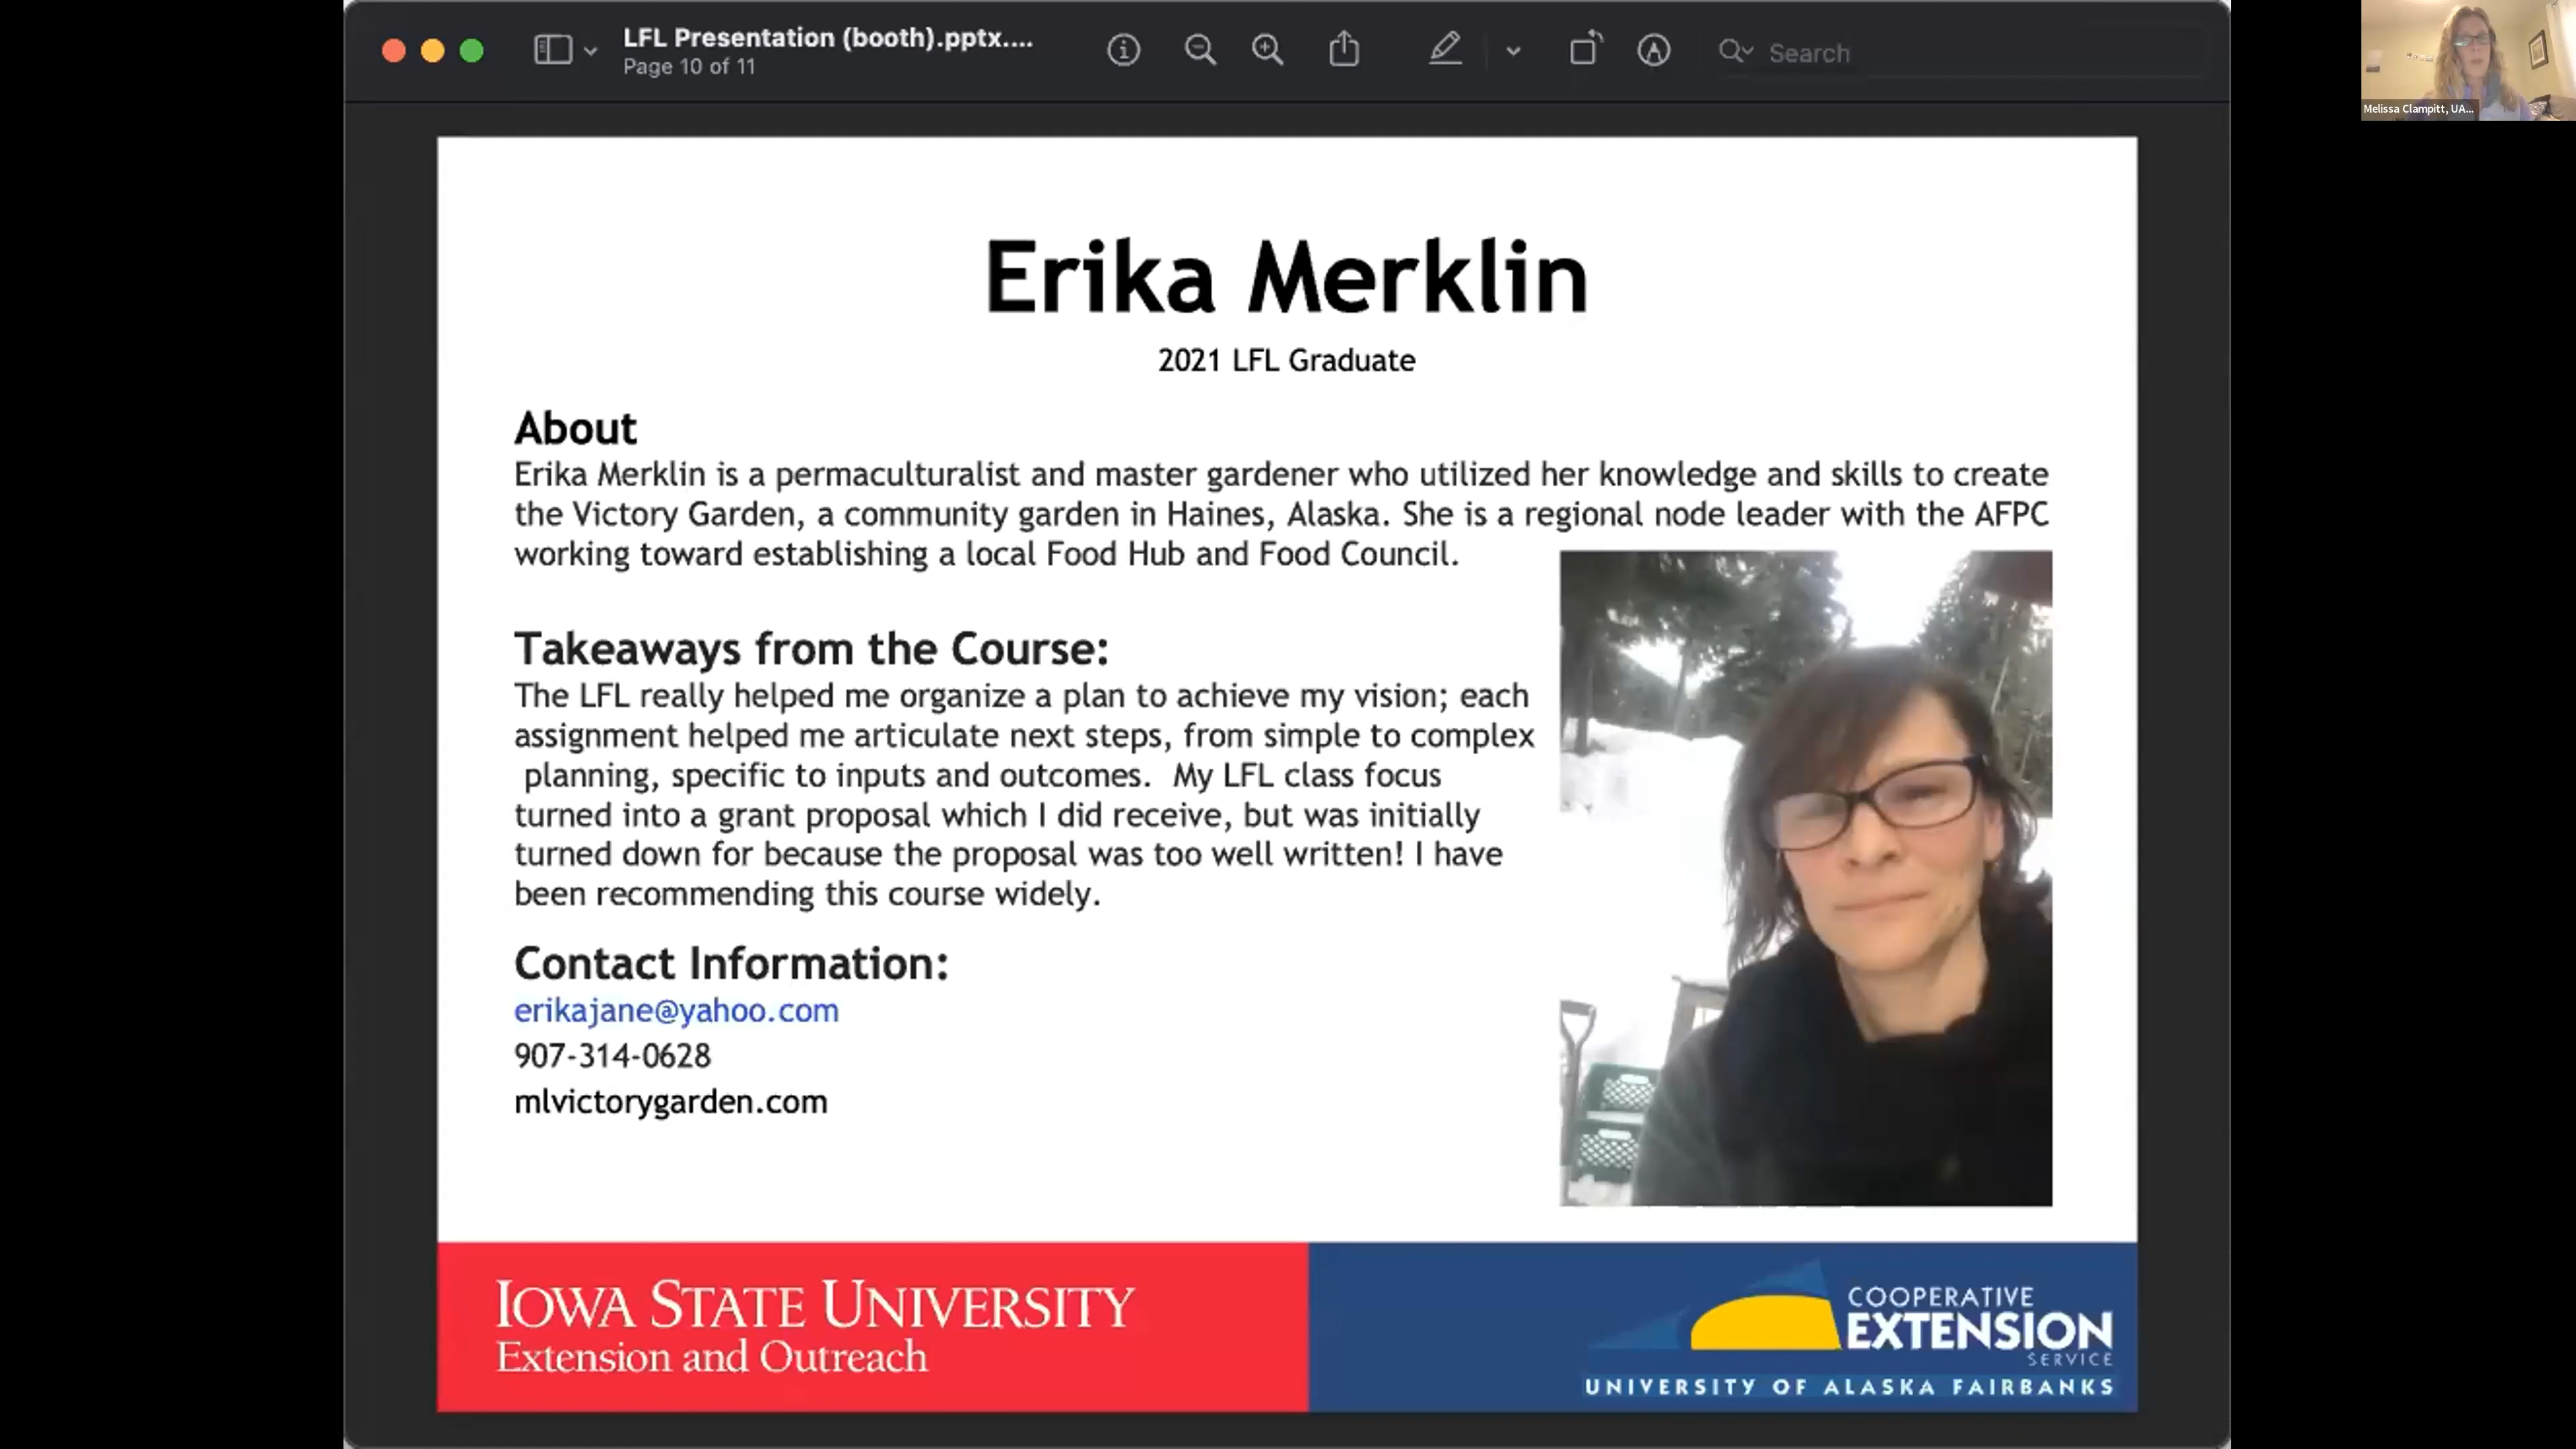 LFL Presentation (booth).pptx....
Page 10 of 11
Search
Melissa Clampitt, UA...
Erika Merklin
2021 LFL Graduate
About
Erika Merklin is a permaculturalist and master gardener who utilized her knowledge and skills to create
the Victory Garden, a community garden in Haines, Alaska. She is a regional node leader with the AFPC
working toward establishing a local Food Hub and Food Council.
Takeaways from the Course:
The LFL really helped me organize a plan to achieve my vision; each
assignment helped me articulate next steps, from simple to complex
planning, specific to inputs and outcomes.  My LFL class focus
turned into a grant proposal which I did receive, but was initially
turned down for because the proposal was too well written! I have
been recommending this course widely.
Contact Information:
erikajane@yahoo.com
907-314-0628
mlvictorygarden.com
IOWA STATE UNIVERSITY
Extension and Outreach
COOPERATIVE
EXTENSION
SERVICE
UNIVERSITY OF ALASKA FAIRBANKS